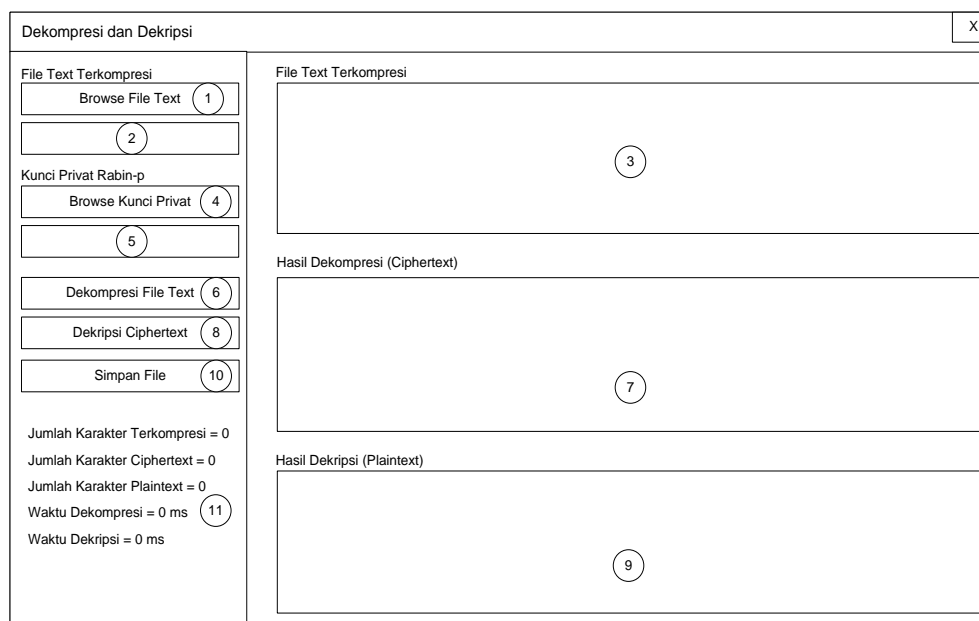 Dekompresi dan Dekripsi
X
File Text Terkompresi
Browse File Text 1
2
Kunci Privat Rabin-p
Browse Kunci Privat 4
5
Dekompresi File Text 6
Dekripsi Ciphertext 8
Simpan File 10
Jumlah Karakter Terkompresi = 0
Jumlah Karakter Ciphertext = 0
Jumlah Karakter Plaintext = 0
Waktu Dekompresi = 0 ms 11
Waktu Dekripsi = 0 ms
File Text Terkompresi
3
Hasil Dekompresi (Ciphertext)
7
Hasil Dekripsi (Plaintext)
9